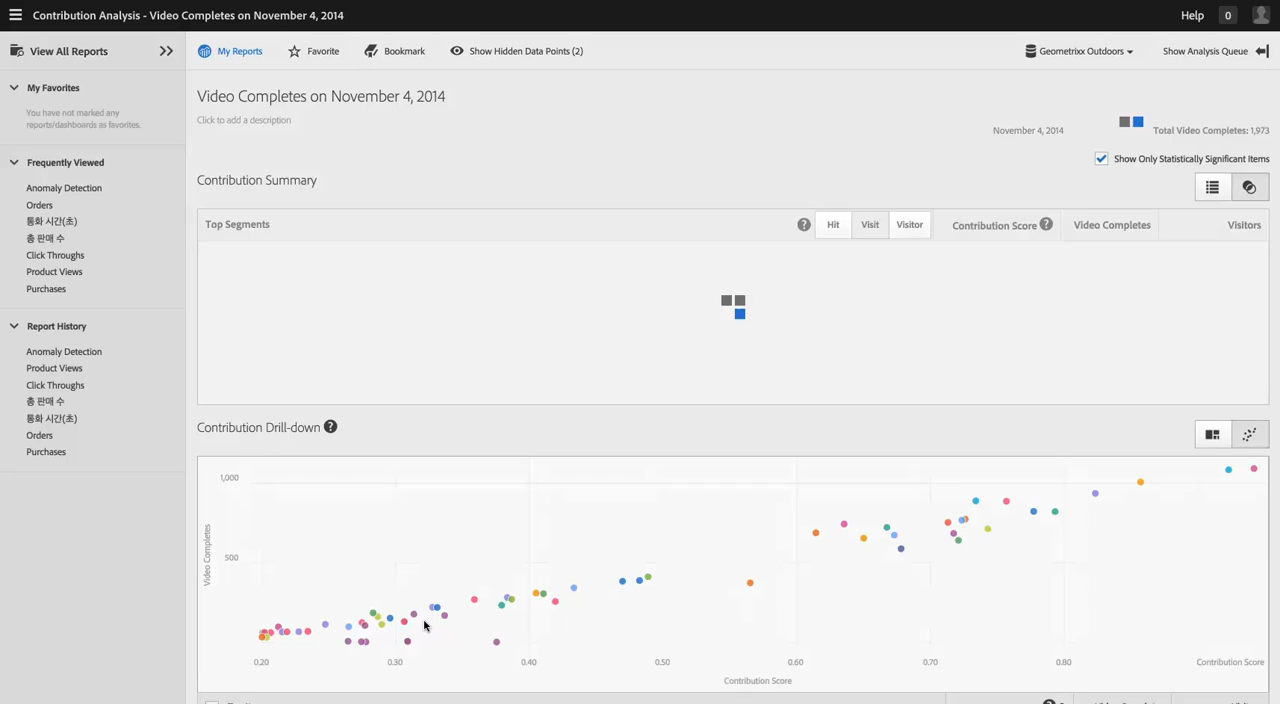 Contribution Analysis - Video Completes on November 4, 2014
Help 0
View All Reports
My Reports Favorite Bookmark Show Hidden Data Points (2)
Geometrixx Outdoors Show Analysis Queue
My Favorites
You have not marked any
reports/dashboards as favorites.
Frequently Viewed
Anomaly Detection
Orders
통화 시간(초)
총 판매 수
Click Throughs
Product Views
Purchases
Report History
Anomaly Detection
Product Views
Click Throughs
총 판매 수
통화 시간(초)
Orders
Purchases
Video Completes on November 4, 2014
Click to add a description
November 4, 2014 Total Video Completes: 1,973
Show Only Statistically Significant Items
Contribution Summary
Top Segments ? Hit Visit Visitor Contribution Score ? Video Completes Visitors
Contribution Drill-down ?
1,000
500
Video Completes
0.20 0.30 0.40 0.50 0.60 0.70 0.80 Contribution Score
Contribution Score